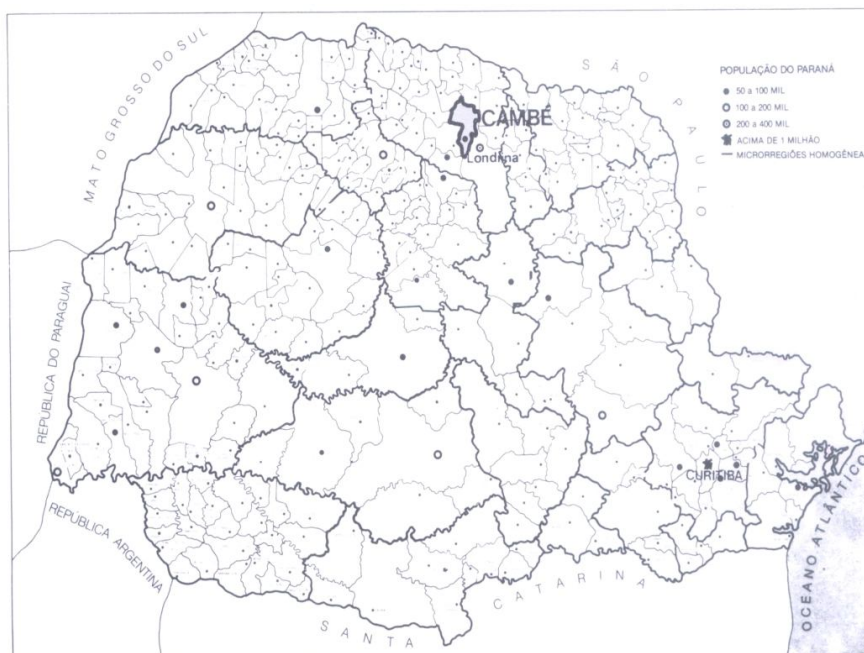 MATO GROSSO DO SUL
SÃO PAULO
POPULAÇÃO DO PARANÁ
50 a 100 MIL
100 a 200 MIL
200 a 400 MIL
ACIMA DE 1 MILHÃO
MICRORREGIÕES HOMOGÊNEA
CAMBÉ
Londrina
REPÚBLICA DO PARAGUAI
CURITIBA
REPÚBLICA ARGENTINA
OCEANO ATLÂNTICO
SANTA CATARINA